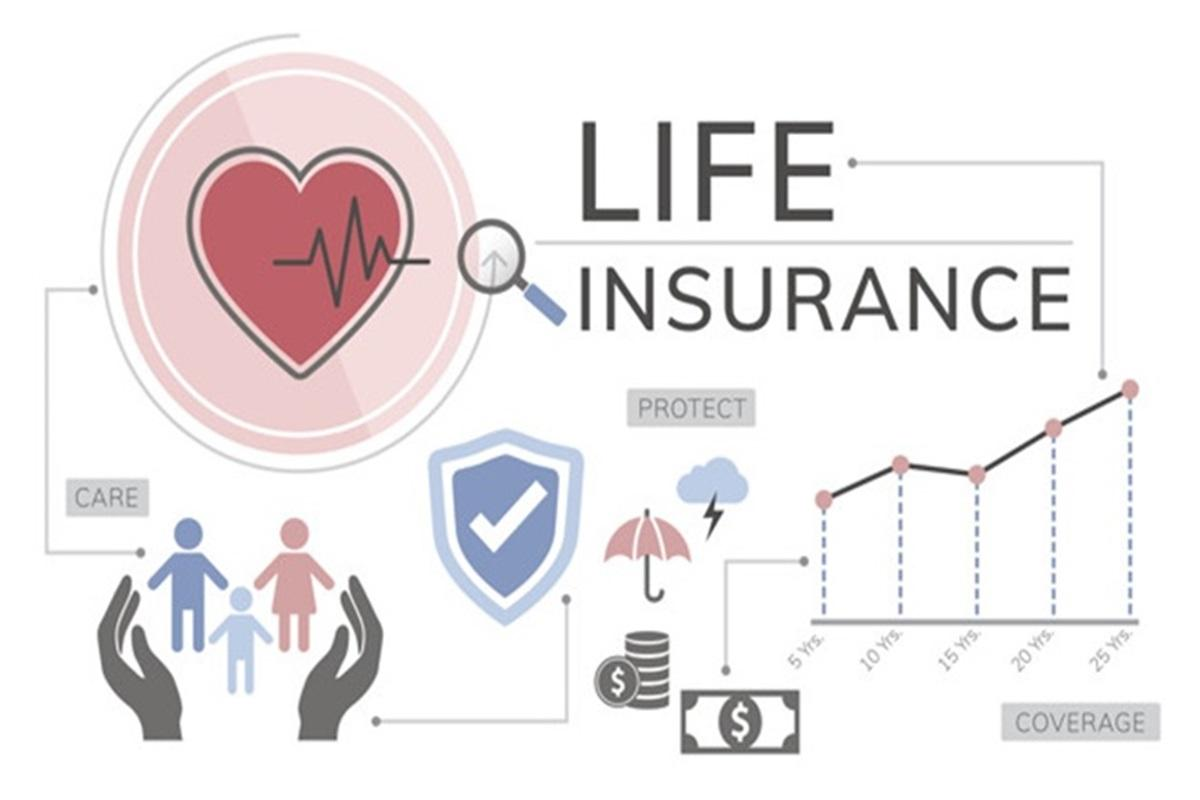 LIFE
INSURANCE
PROTECT
CARE
$
$
5 Yrs.
10 Yrs.
15 Yrs.
20 Yrs.
25 Yrs.
COVERAGE